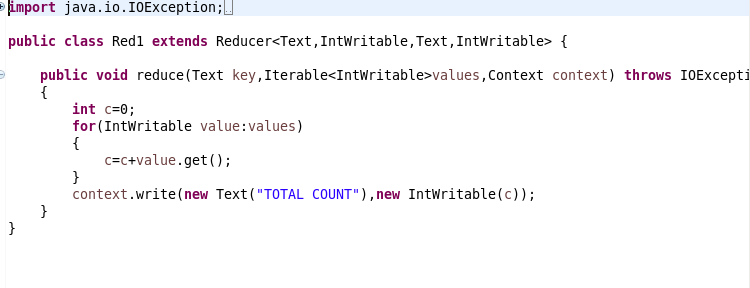 import java.io.IOException;
public class Red1 extends Reducer<Text,IntWritable,Text,IntWritable> {
public void reduce(Text key,Iterable<IntWritable>values,Context context) throws IOExcepti
{
int c=0;
for(IntWritable value:values)
{
c=c+value.get();
}
context.write(new Text("TOTAL COUNT"),new IntWritable(c));
}
}